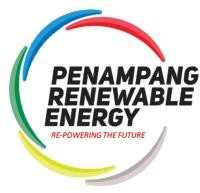 PENAMPANG
RENEWABLE
ENERGY
RE-POWERING THE FUTURE